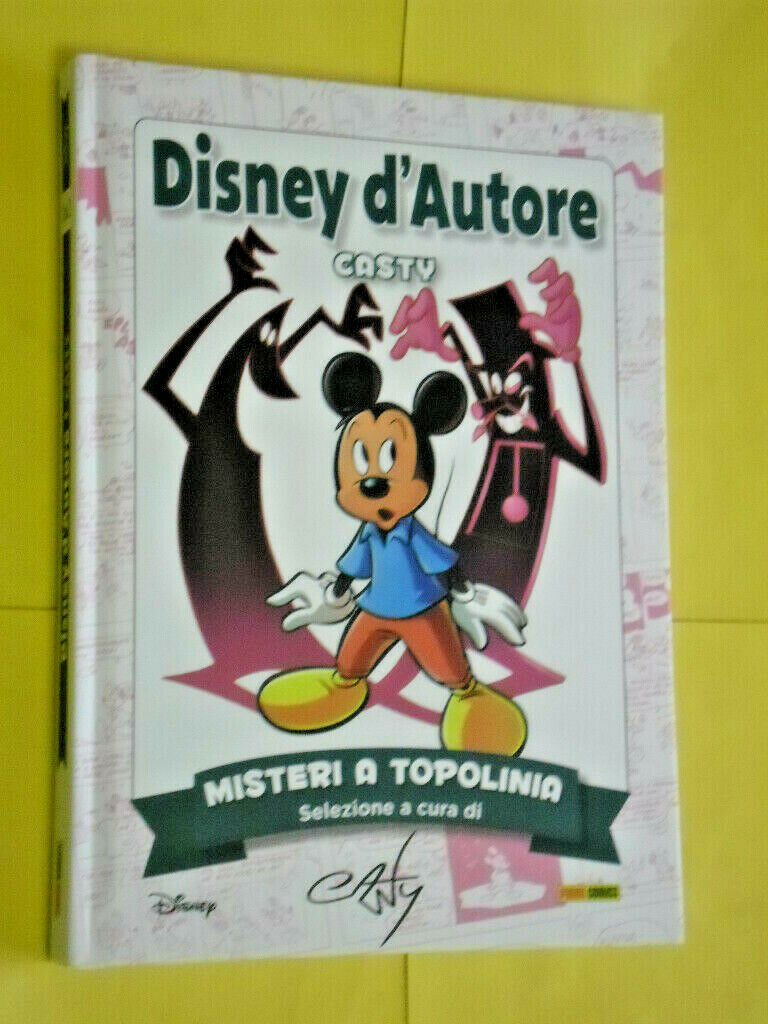 Disney d'Autore
CASTY
MISTERI A TOPOLINIA
Selezione a cura di
CASTY
Disney
PANINI COMICS